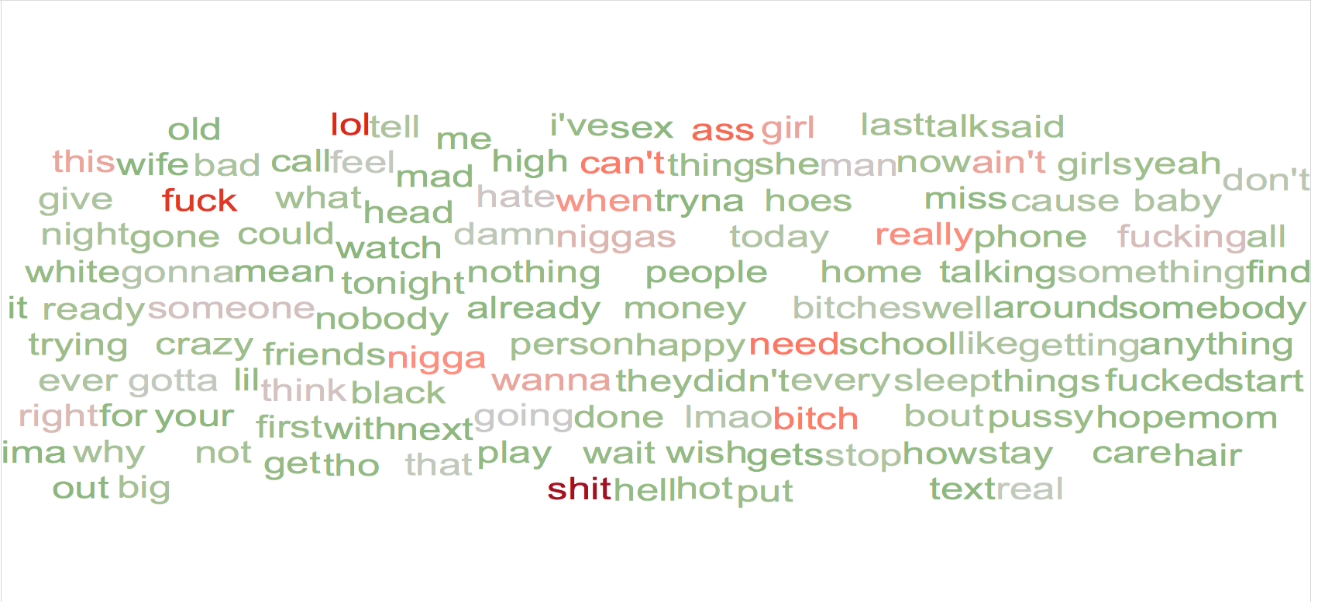 old lol tell me i've sex ass girl last talk said
this wife bad call feel mad high can't thing she man now ain't girls yeah don't
give fuck what head hate when tryna hoes miss cause baby
night gone could watch damn niggas today really phone fucking all
white gonna mean tonight nothing people home talking something find
it ready someone nobody already money bitches well around somebody
trying crazy friends nigga person happy need school like getting anything
ever gotta lil think black wanna they didn't every sleep things fucked start
right for your first with next going done lmao bitch bout pussy hope mom
ima why not get tho that play wait wish gets stop how stay care hair
out big shit hell hot put text real